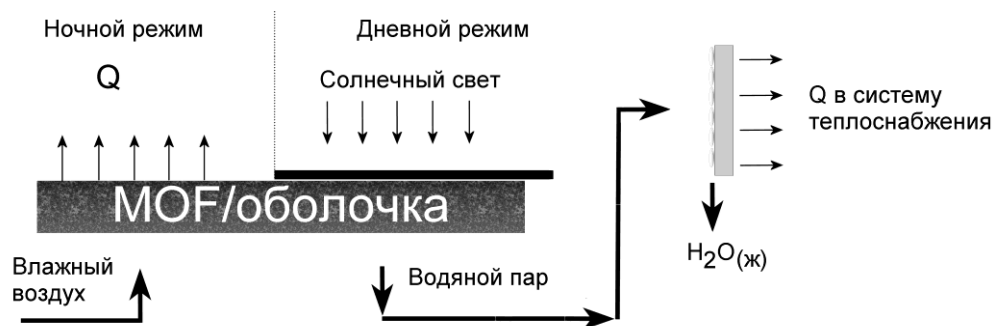 Ночной режим
Дневной режим
Q
Солнечный свет
Q в систему
теплоснабжения
MOF/оболочка
H2O(ж)
Влажный
воздух
Водяной пар